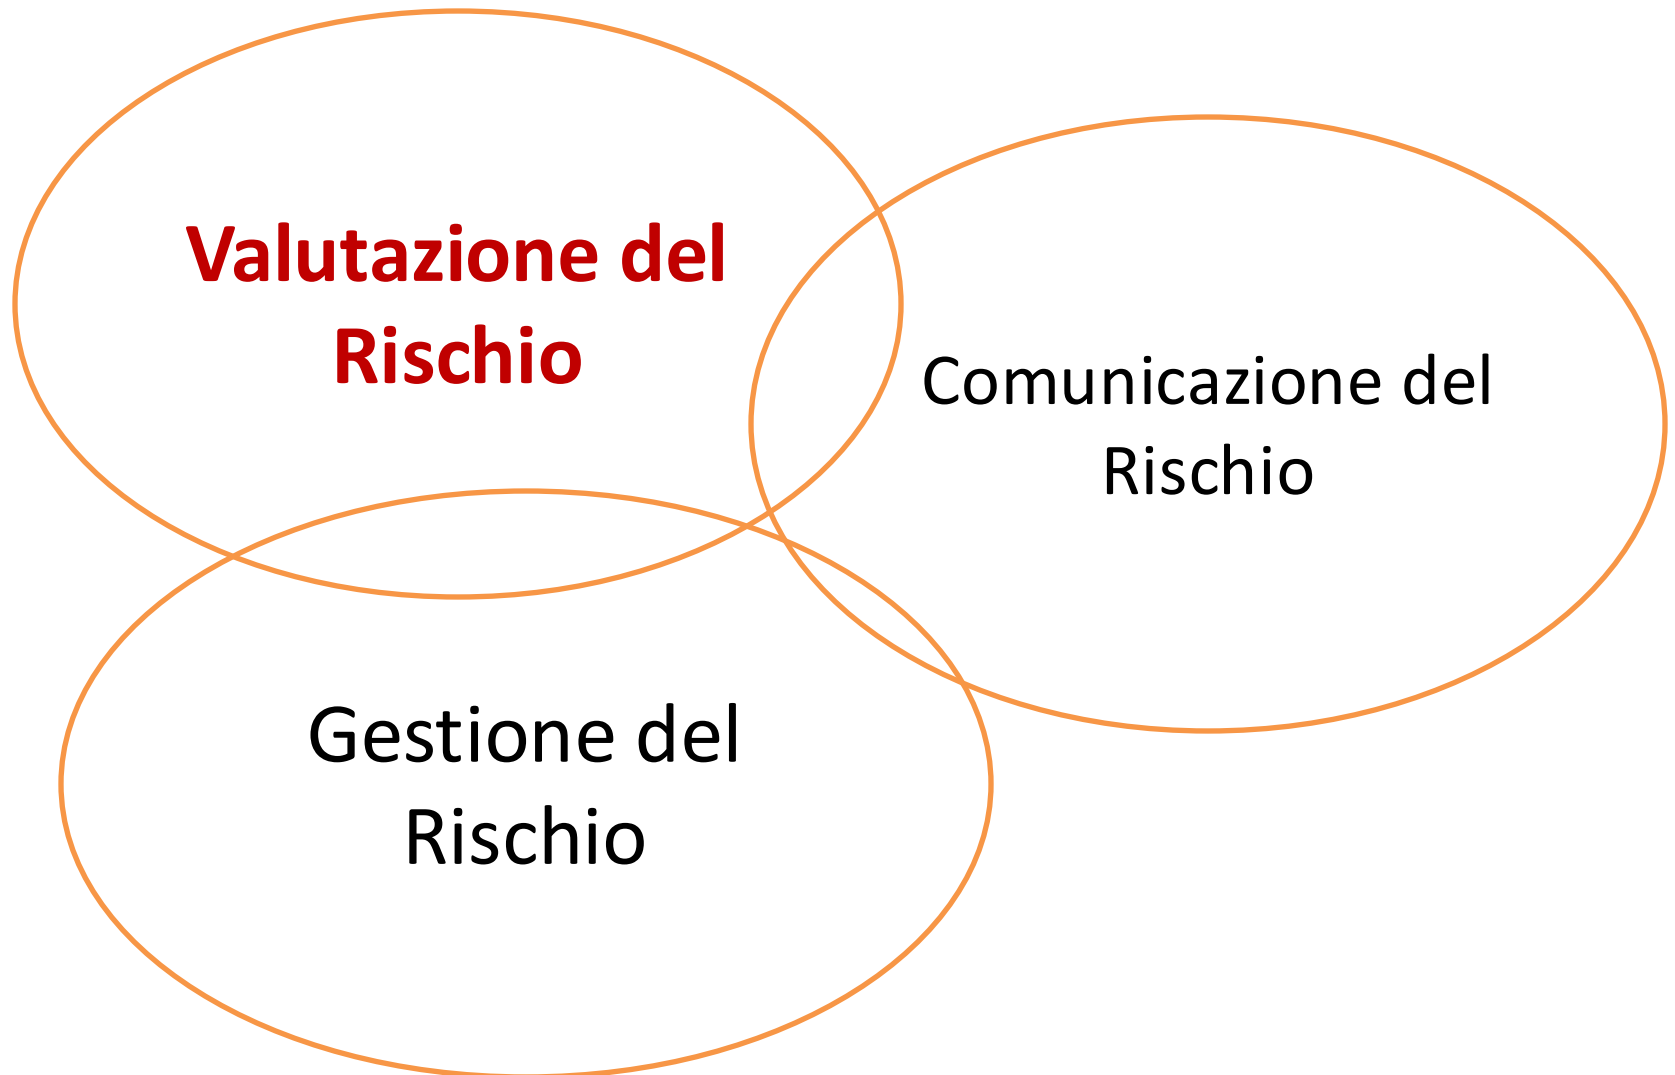 Valutazione del
Rischio
Comunicazione del
Rischio
Gestione del
Rischio